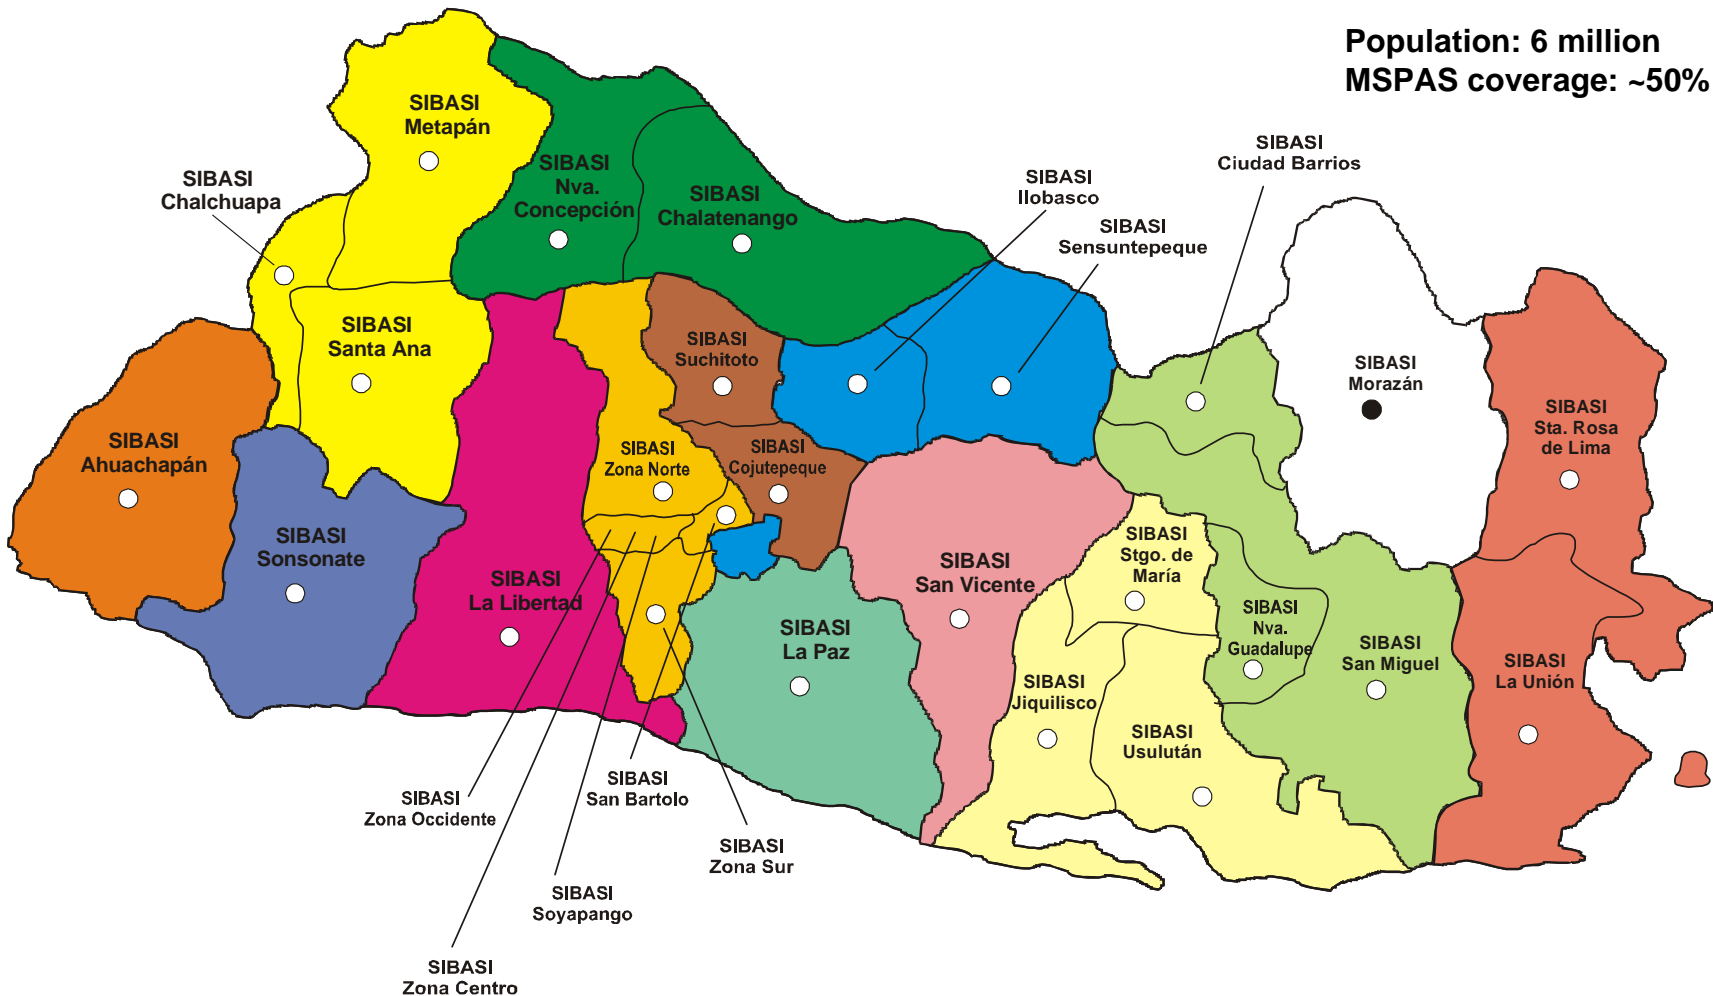 Population: 6 million
MSPAS coverage: ~50%
SIBASI
Metapán
SIBASI
Chalchuapa
SIBASI
Nva.
Concepción
SIBASI
Chalatenango
SIBASI
Ilobasco
SIBASI
Ciudad Barrios
SIBASI
Sensuntepeque
SIBASI
Santa Ana
SIBASI
Suchitoto
SIBASI
Morazán
SIBASI
Sta. Rosa
de Lima
SIBASI
Ahuachapán
SIBASI
Zona Norte
SIBASI
Cojutepeque
SIBASI
Sonsonate
SIBASI
Stgo. de
María
SIBASI
La Libertad
SIBASI
San Vicente
SIBASI
La Paz
SIBASI
Nva.
Guadalupe
SIBASI
San Miguel
SIBASI
La Unión
SIBASI
Jiquilisco
SIBASI
Usulután
SIBASI
Zona Occidente
SIBASI
San Bartolo
SIBASI
Zona Sur
SIBASI
Soyapango
SIBASI
Zona Centro